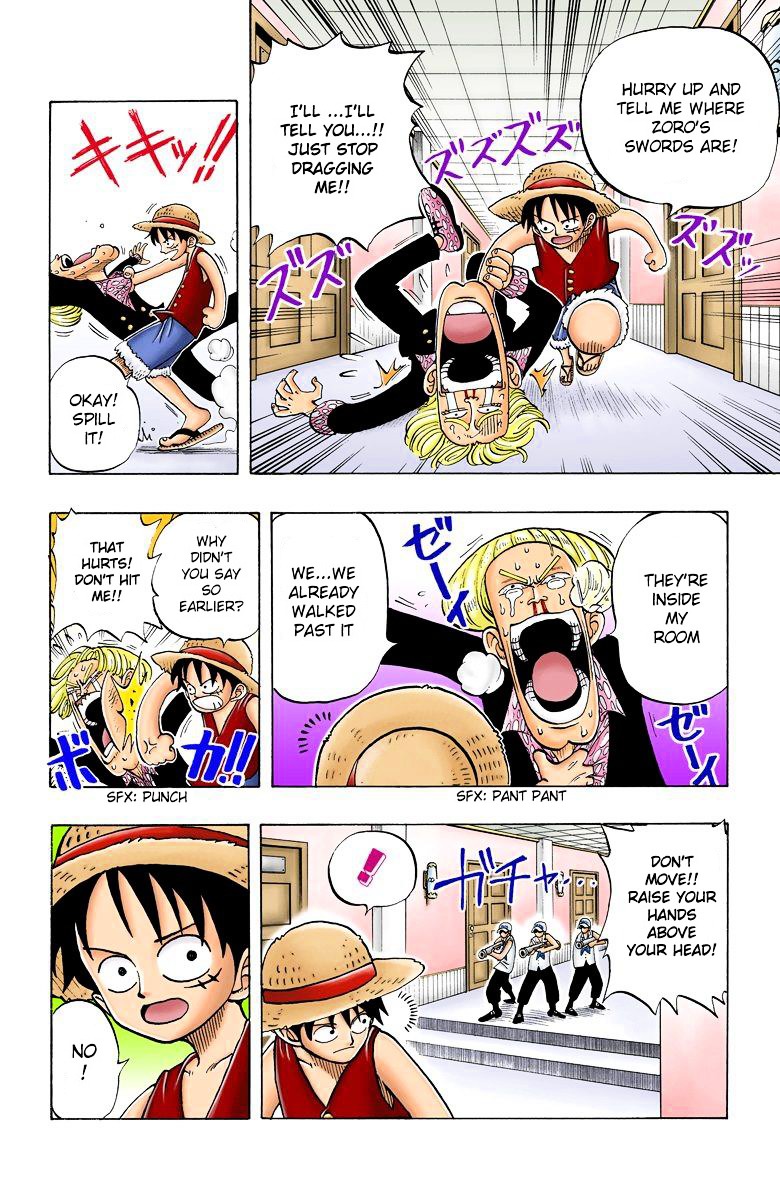 HURRY UP AND
TELL ME WHERE
ZORO'S
SWORDS ARE!
I'LL ...I'LL
TELL YOU...!!
JUST STOP
DRAGGING
ME!!
ズズズズ
ズズッ
ズズ
キキッ!!
OKAY!
SPILL
IT!
THEY'RE
INSIDE
MY
ROOM
WE...WE
ALREADY
WALKED
PAST IT
ゼーィ
ゼーィ
SFX: PANT PANT
WHY
DIDN'T
YOU SAY
SO
EARLIER?
THAT
HURTS!
DON'T HIT
ME!!
ボカ!!
SFX: PUNCH
DON'T
MOVE!!
RAISE YOUR
HANDS
ABOVE
YOUR HEAD!
ガチャッ...
!
NO
!